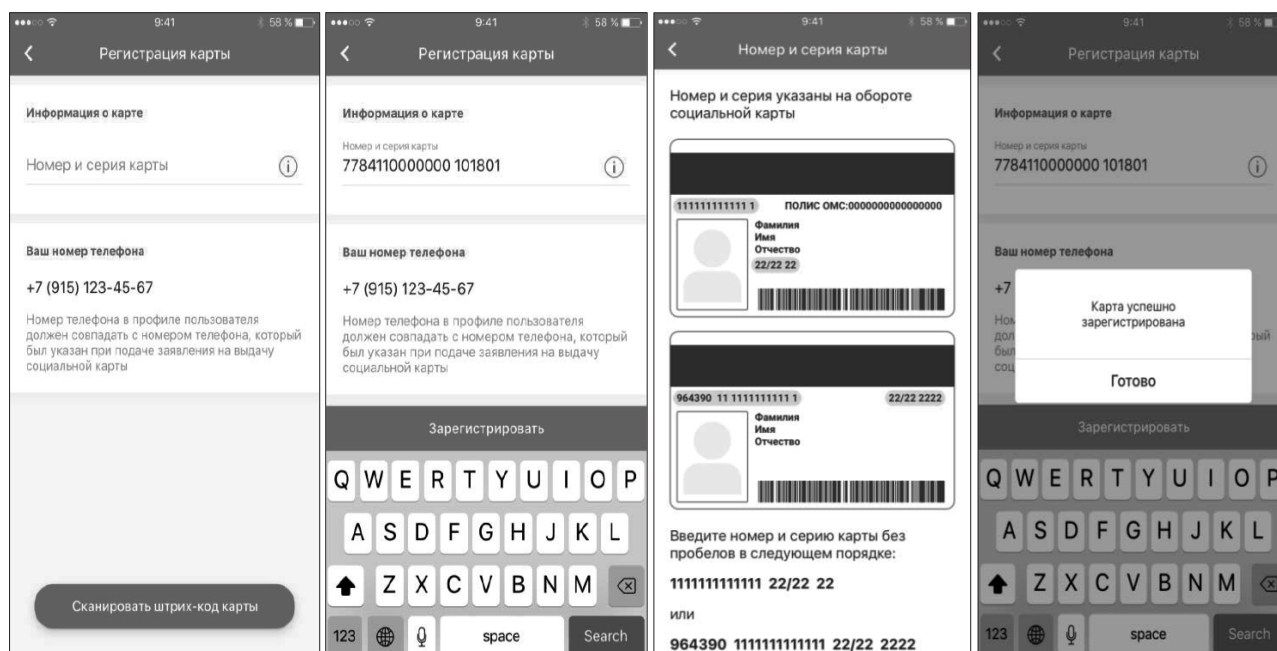 9:41
58 %
Регистрация карты
Информация о карте
Номер и серия карты
Ваш номер телефона
+7 (915) 123-45-67
Номер телефона в профиле пользователя
должен совпадать с номером телефона, который
был указан при подаче заявления на выдачу
социальной карты
Сканировать штрих-код карты
9:41
58 %
Регистрация карты
Информация о карте
Номер и серия карты
7784110000000 101801
Ваш номер телефона
+7 (915) 123-45-67
Номер телефона в профиле пользователя
должен совпадать с номером телефона, который
был указан при подаче заявления на выдачу
социальной карты
Зарегистрировать
Q W E R T Y U I O P
A S D F G H J K L
Z X C V B N M
123 space Search
9:41
58 %
Номер и серия карты
Номер и серия указаны на обороте
социальной карты
111111111111 1 ПОЛИС ОМС:0000000000000000
Фамилия
Имя
Отчество
22/22 22
964390 11 1111111111 1 22/22 2222
Фамилия
Имя
Отчество
Введите номер и серию карты без
пробелов в следующем порядке:
1111111111111 22/22 22
или
964390 1111111111111 22/22 2222
9:41
58 %
Регистрация карты
Информация о карте
Номер и серия карты
7784110000000 101801
Ваш номер телефона
+7
Карта успешно
зарегистрирована
Готово
Зарегистрировать
Q W E R T Y U I O P
A S D F G H J K L
Z X C V B N M
123 space Search